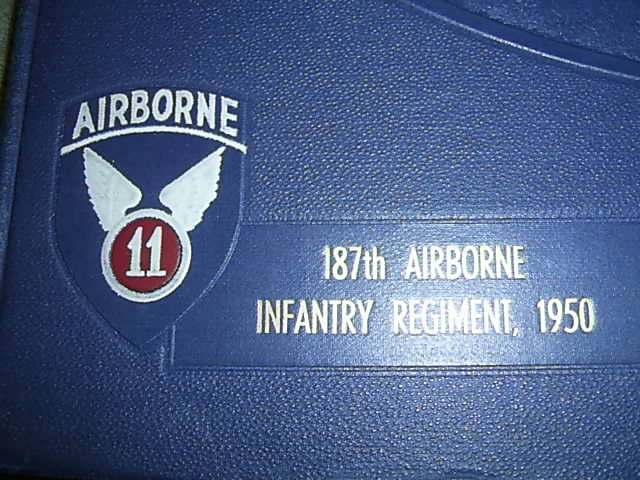 AIRBORNE
11
187th AIRBORNE
INFANTRY REGIMENT, 1950